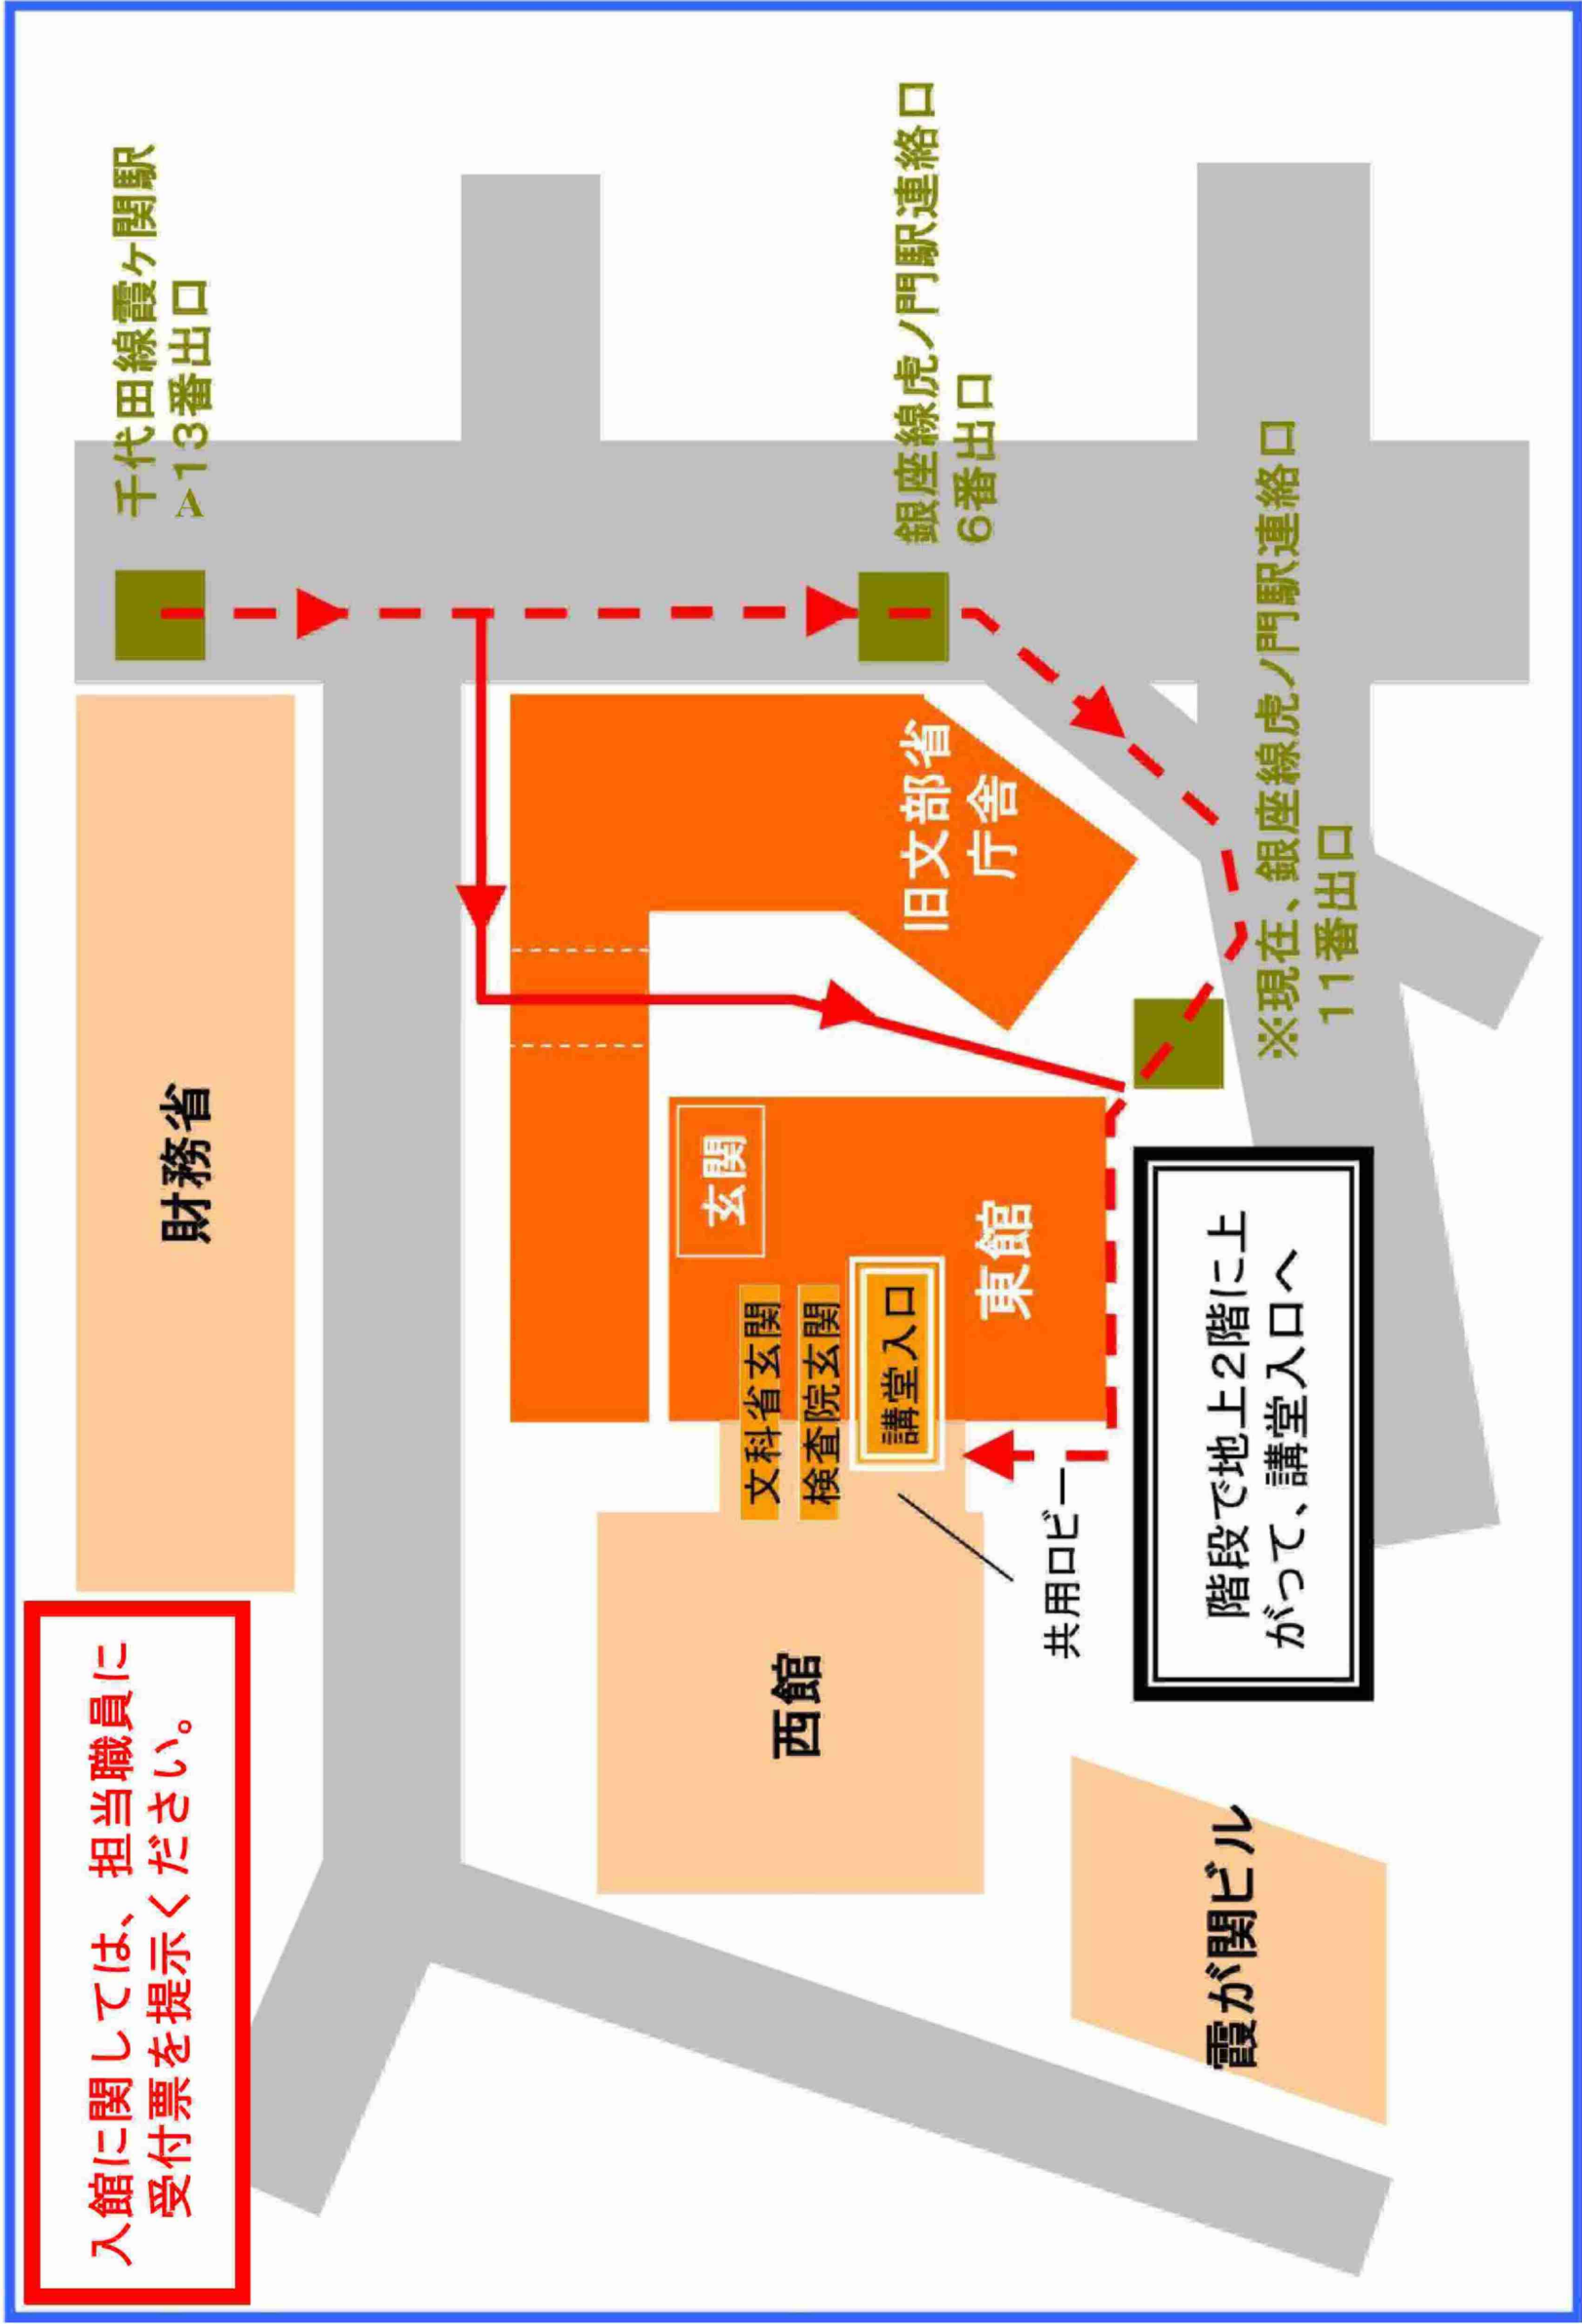 入館に関しては、担当職員に
受付票を提示ください。
財務省
千代田線霞ヶ関駅
A13番出口
旧文部省
庁舎
銀座線虎ノ門駅連絡口
6番出口
玄関
文科省玄関
検査院玄関
講堂入口
東館
西館
共用ロビー
※現在、銀座線虎ノ門駅連絡口
11番出口
階段で地上2階に上
がって、講堂入口へ
霞が関ビル